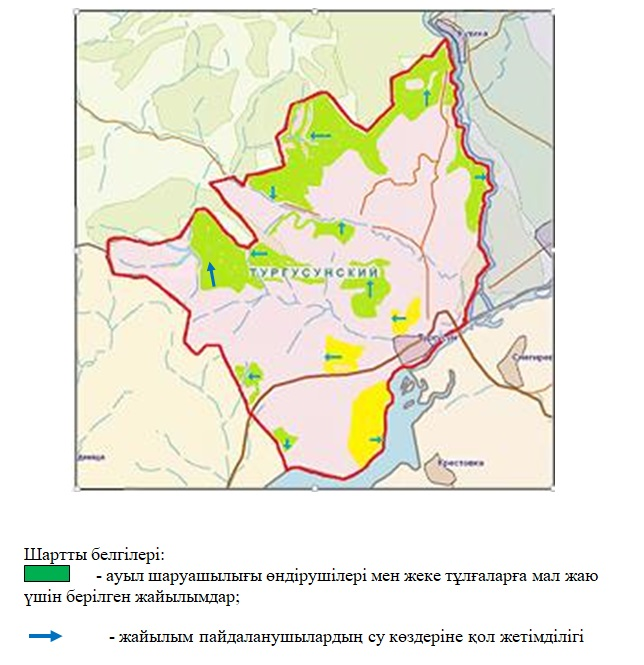 ТУРГУСУНСКИЙ
Крестовка
Шартты белгілері:
- ауыл шаруашылығы өндірушілері мен жеке тұлғаларға мал жаю
үшін берілген жайылымдар;
- жайылым пайдаланушылардың су көздеріне қол жетімділігі